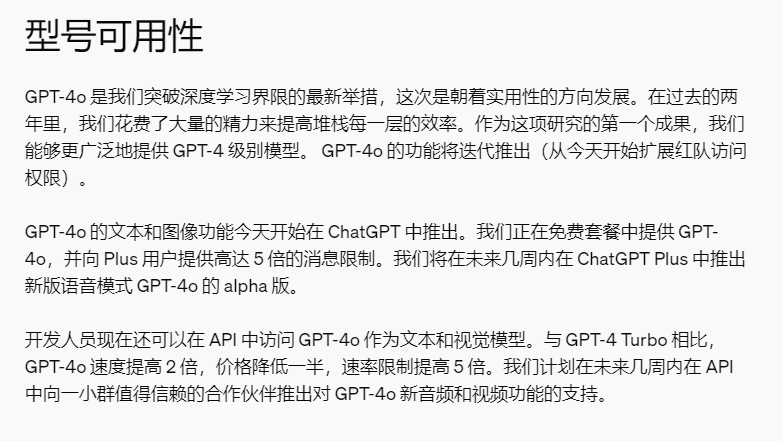 型号可用性
GPT-4o 是我们突破深度学习界限的最新举措，这次是朝着实用性的方向发展。在过去的两
年里，我们花费了大量的精力来提高堆栈每一层的效率。作为这项研究的第一个成果，我们
能够更广泛地提供 GPT-4 级别模型。 GPT-4o 的功能将迭代推出（从今天开始扩展红队访问
权限）。
GPT-4o 的文本和图像功能今天开始在 ChatGPT 中推出。我们正在免费套餐中提供 GPT-
4o，并向 Plus 用户提供高达 5 倍的消息限制。我们将在未来几周内在 ChatGPT Plus 中推出
新版语音模式 GPT-4o 的 alpha 版。
开发人员现在还可以在 API 中访问 GPT-4o 作为文本和视觉模型。与 GPT-4 Turbo 相比，
GPT-4o 速度提高 2 倍，价格降低一半，速率限制提高 5 倍。我们计划在未来几周内在 API
中向一小群值得信赖的合作伙伴推出对 GPT-4o 新音频和视频功能的支持。